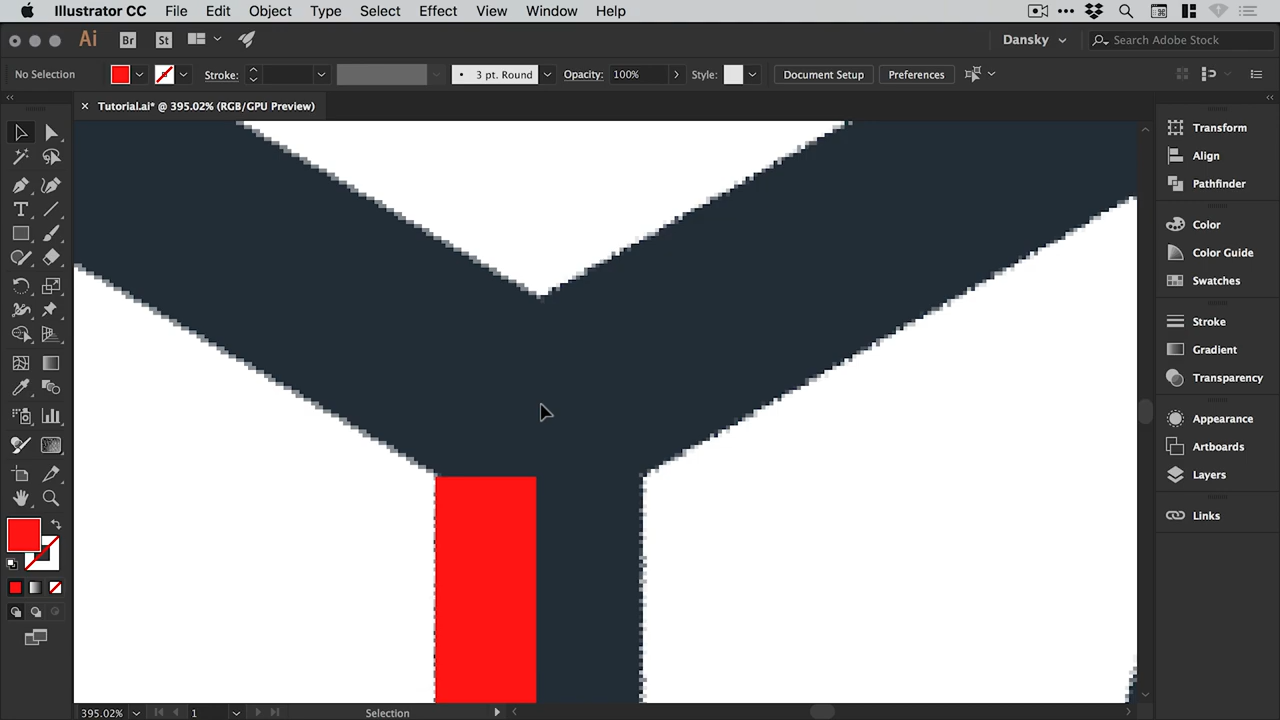 Illustrator CC File Edit Object Type Select Effect View Window Help
Ai Br St Dansky Search Adobe Stock
No Selection Stroke: 3 pt. Round Opacity: 100% Style: Document Setup Preferences
× Tutorial.ai* @ 395.02% (RGB/GPU Preview)
Transform
Align
Pathfinder
Color
Color Guide
Swatches
Stroke
Gradient
Transparency
Appearance
Artboards
Layers
Links
395.02% 1 Selection